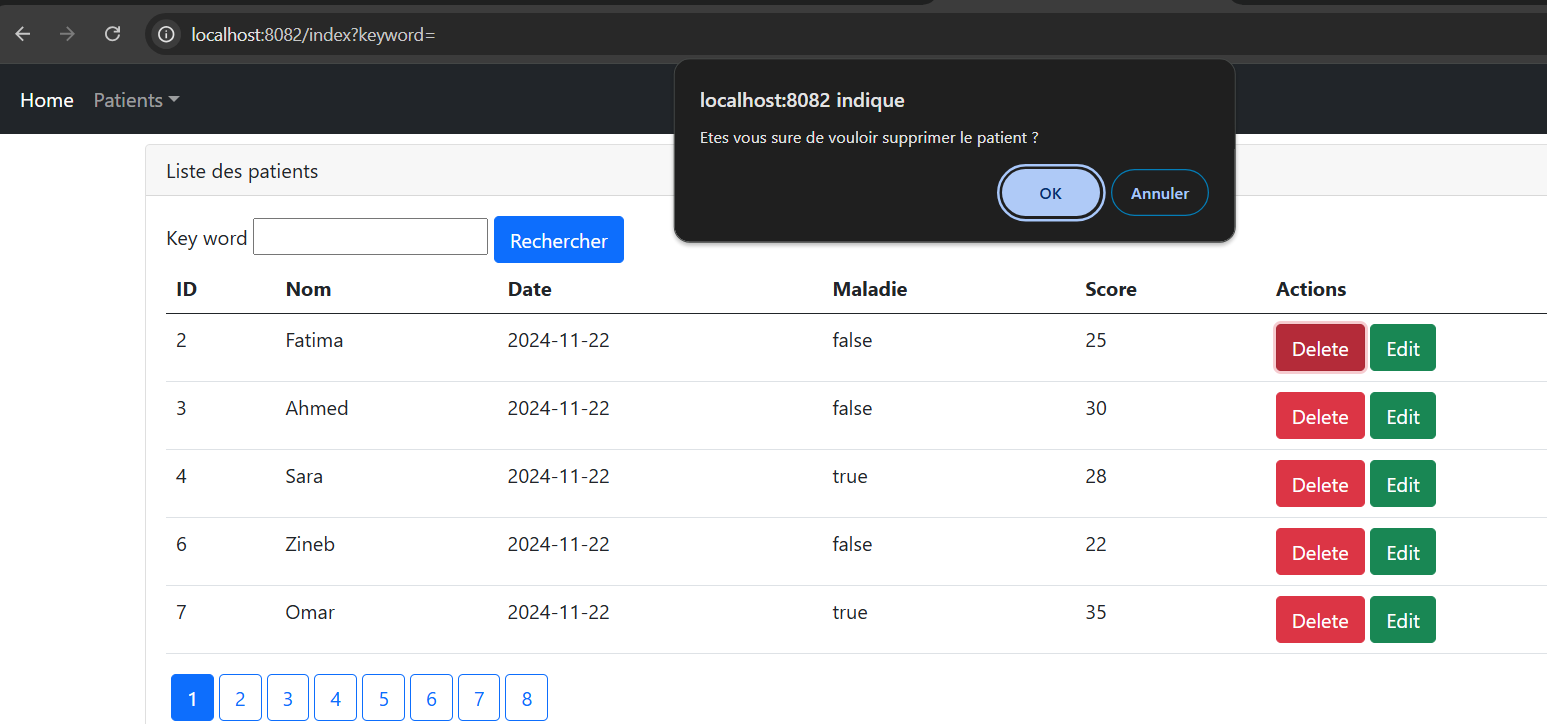 localhost:8082/index?keyword=
Home Patients
localhost:8082 indique
Etes vous sure de vouloir supprimer le patient ?
OK Annuler
Liste des patients
Key word Rechercher
ID Nom Date Maladie Score Actions
2 Fatima 2024-11-22 false 25 Delete Edit
3 Ahmed 2024-11-22 false 30 Delete Edit
4 Sara 2024-11-22 true 28 Delete Edit
6 Zineb 2024-11-22 false 22 Delete Edit
7 Omar 2024-11-22 true 35 Delete Edit
1 2 3 4 5 6 7 8